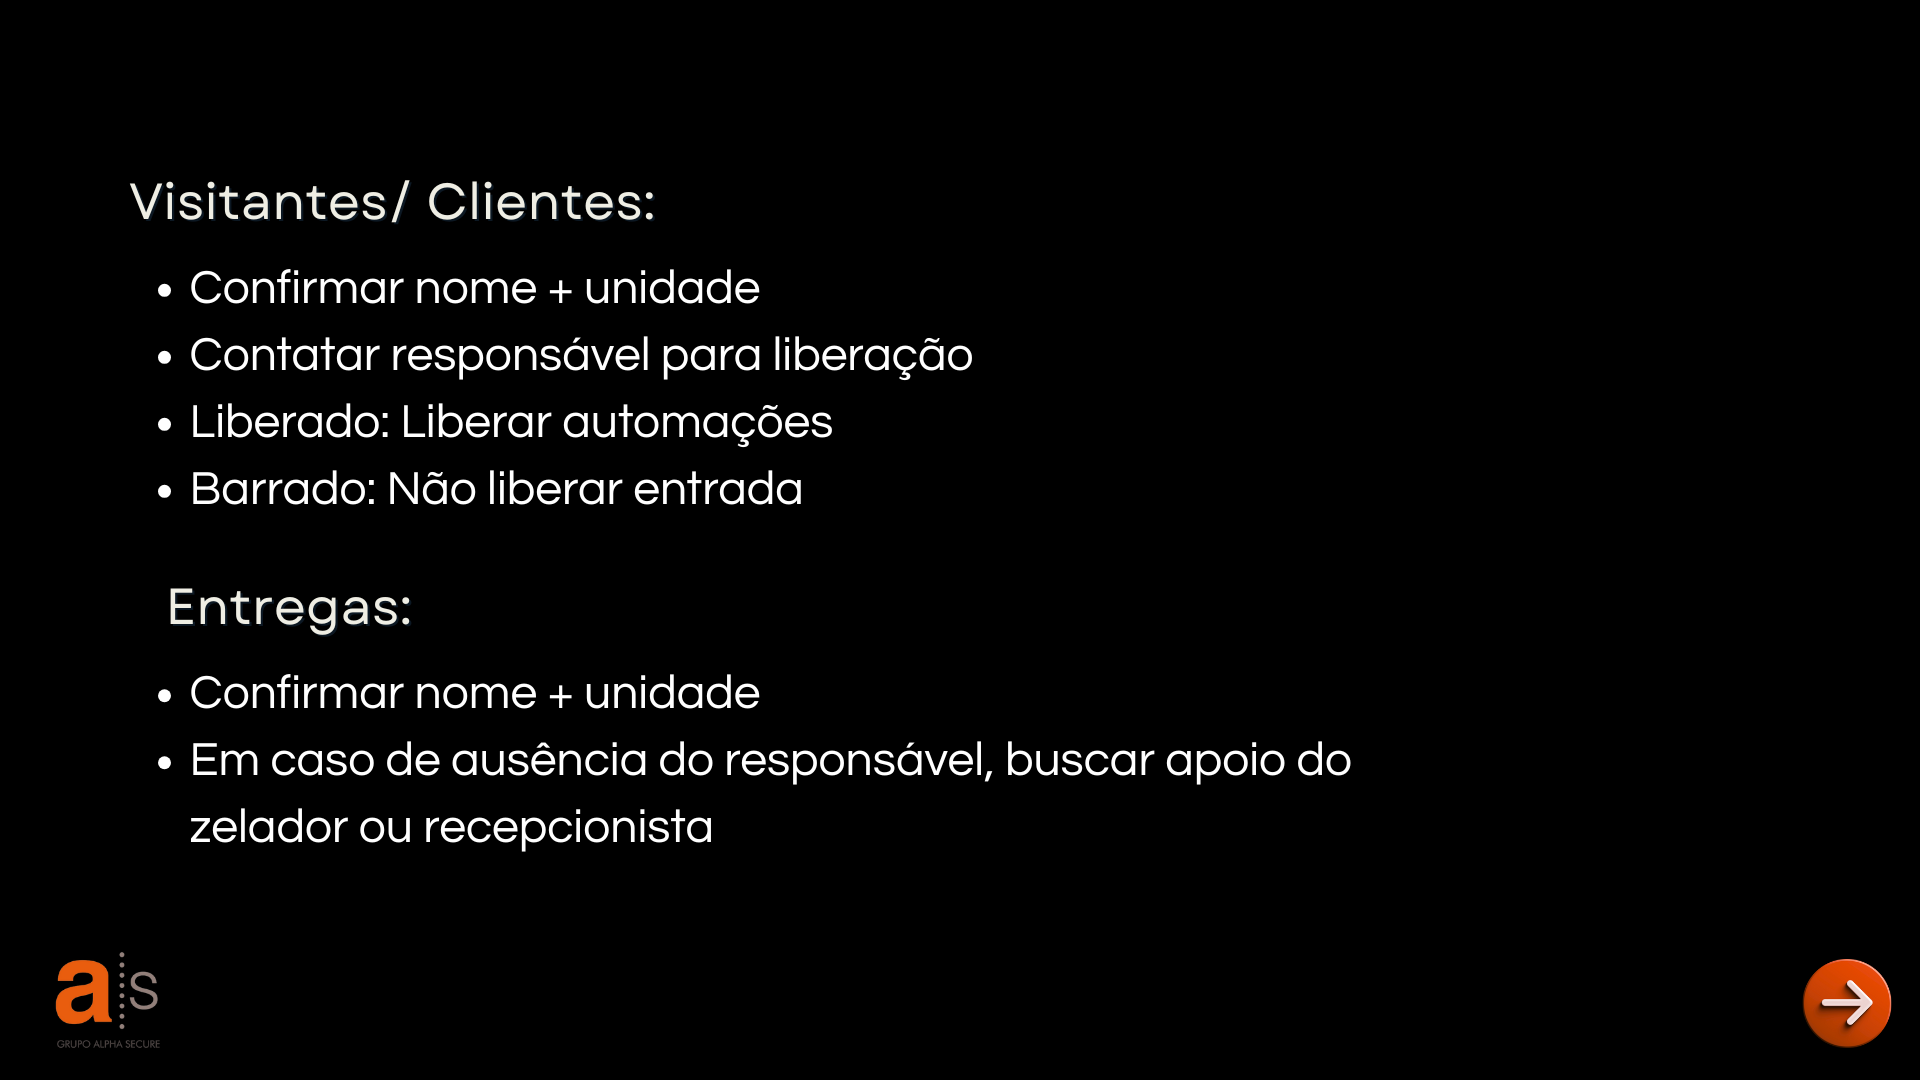 Visitantes/ Clientes:
• Confirmar nome + unidade
• Contatar responsável para liberação
• Liberado: Liberar automações
• Barrado: Não liberar entrada
Entregas:
• Confirmar nome + unidade
• Em caso de ausência do responsável, buscar apoio do
zelador ou recepcionista
a s
GRUPO ALPHA SECURE